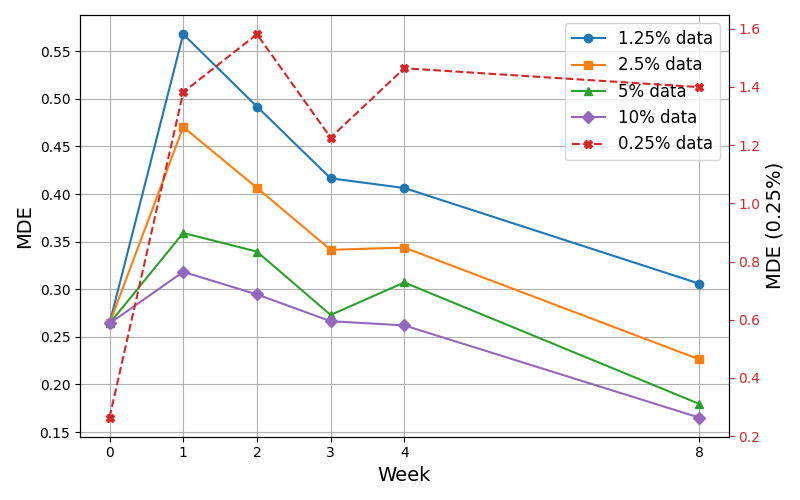 1.25% data
2.5% data
5% data
10% data
0.25% data
MDE
0.55
0.50
0.45
0.40
0.35
0.30
0.25
0.20
0.15
1.6
1.4
1.2
1.0
0.8
0.6
0.4
0.2
MDE (0.25%)
0 1 2 3 4 8
Week